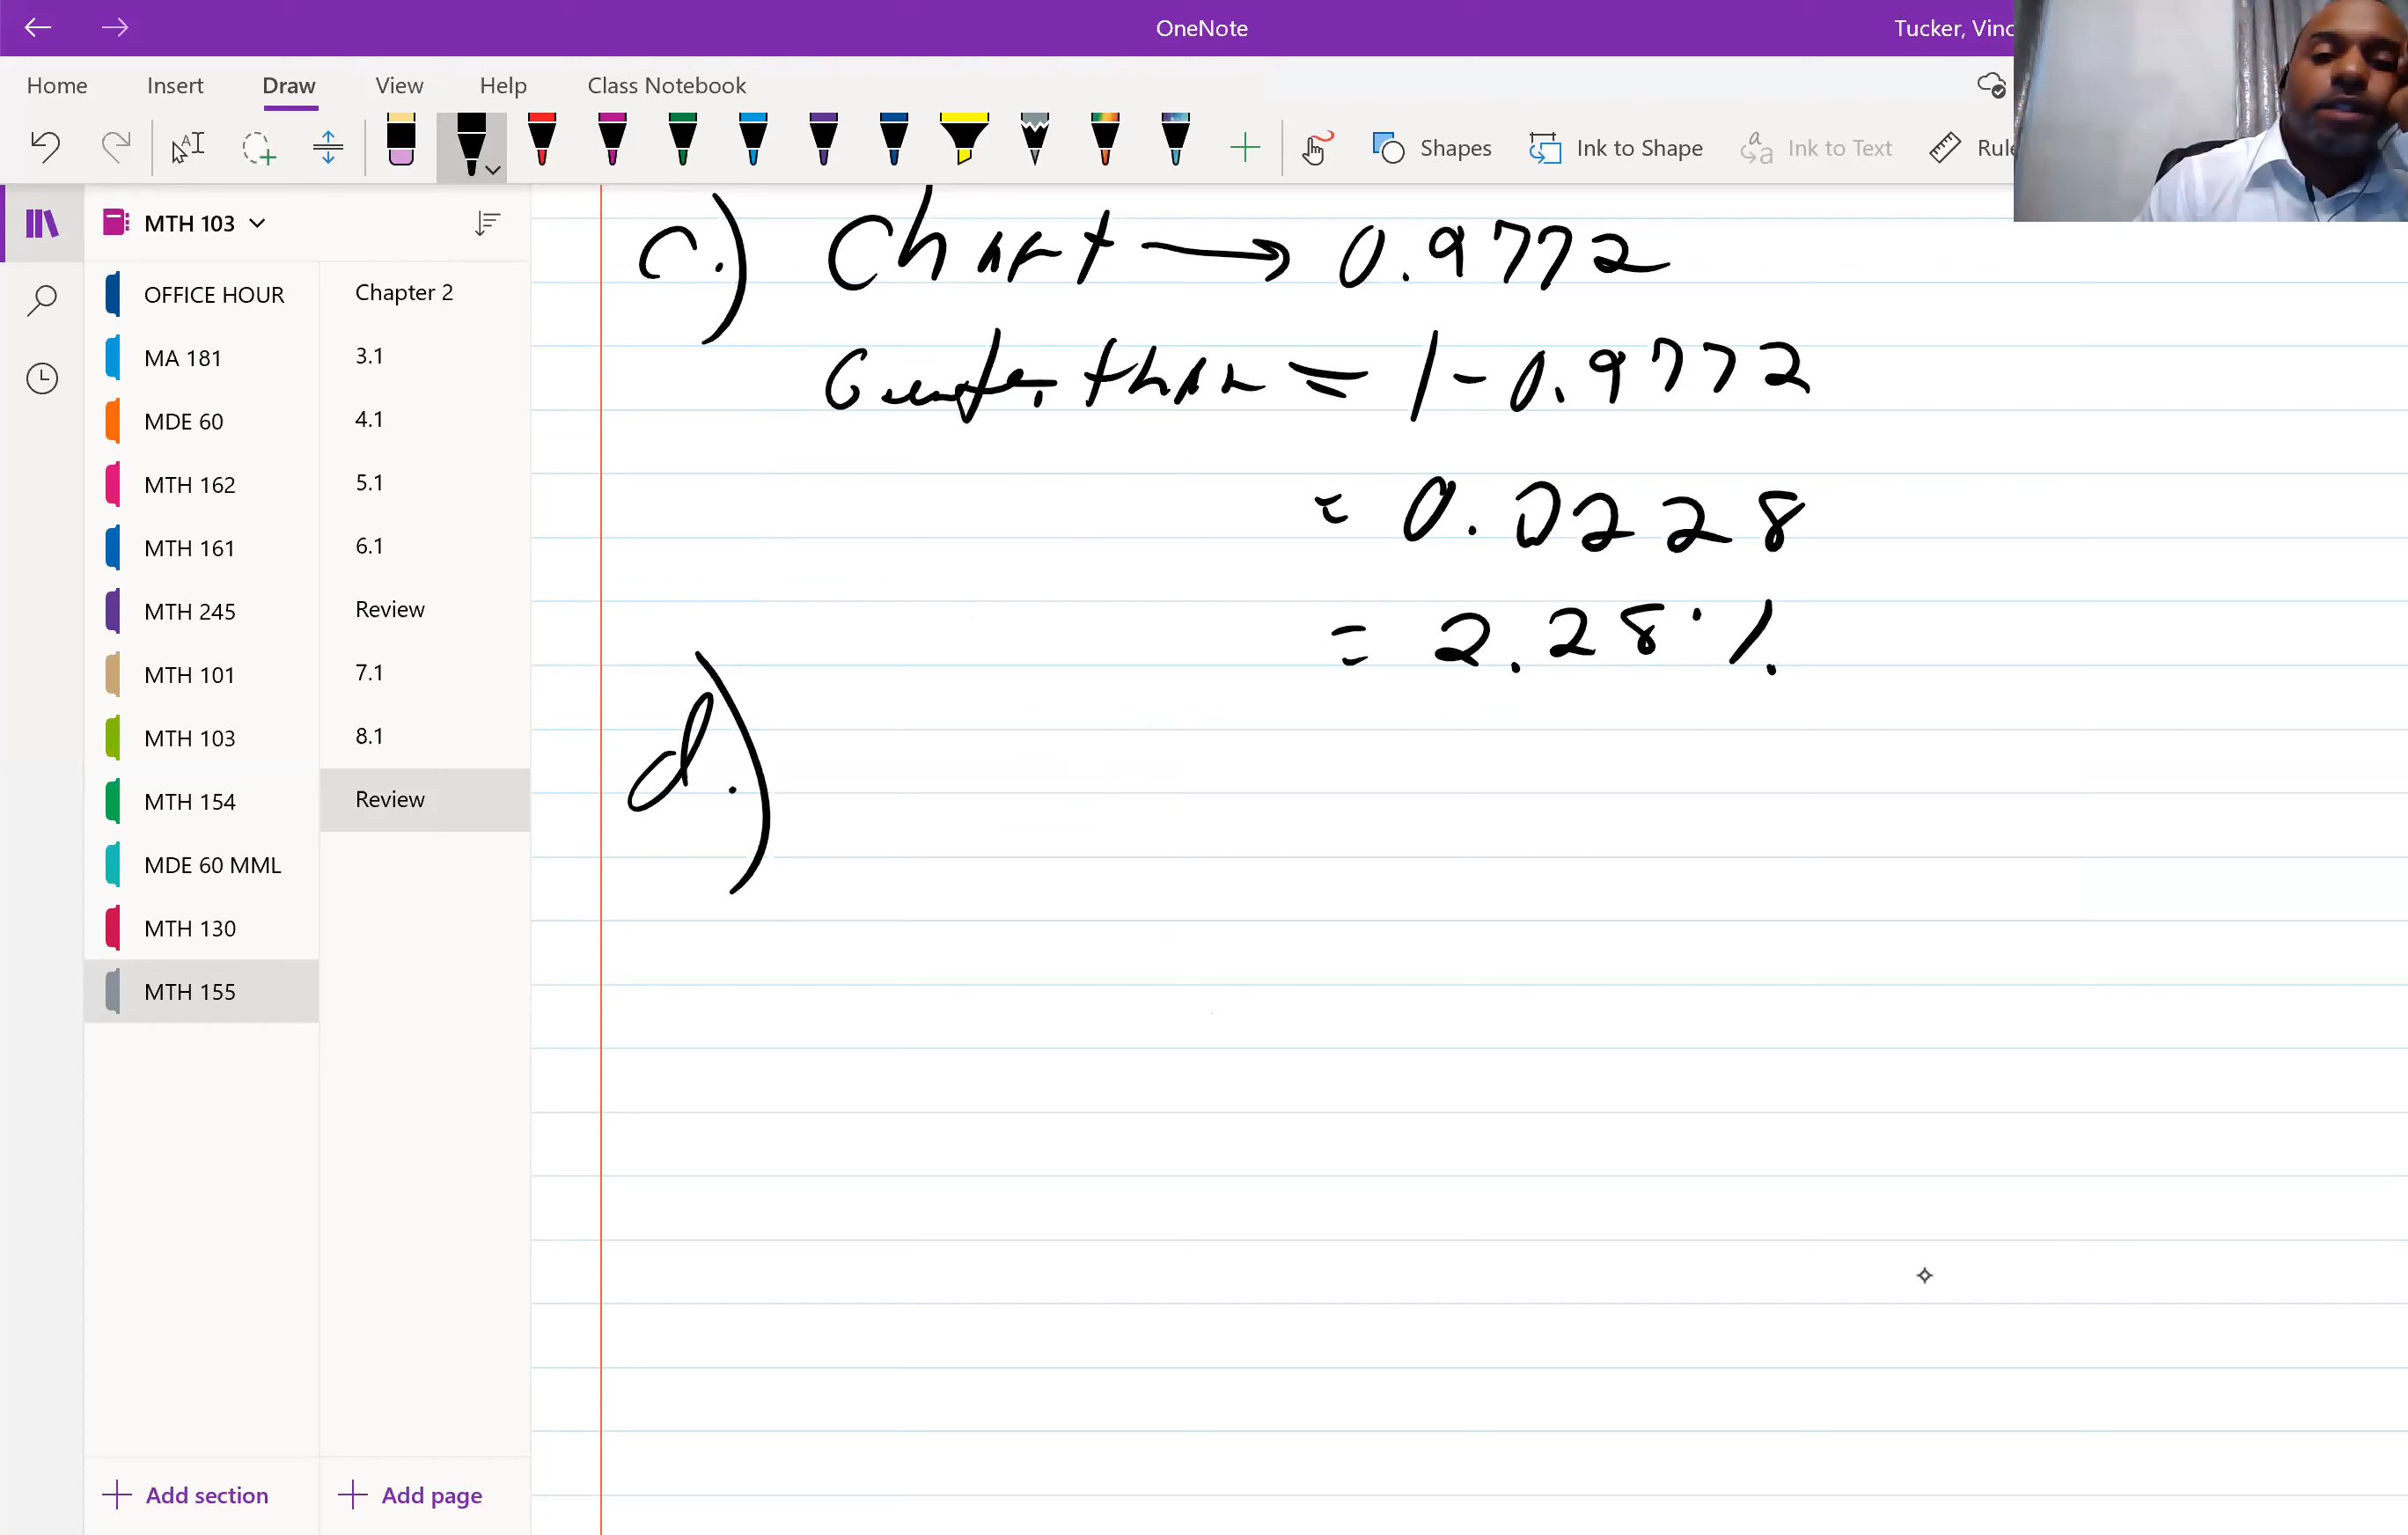 OneNote
Tucker, Vinc
Home Insert Draw View Help Class Notebook
Shapes Ink to Shape Ink to Text Rule
MTH 103
OFFICE HOUR
MA 181
MDE 60
MTH 162
MTH 161
MTH 245
MTH 101
MTH 103
MTH 154
MDE 60 MML
MTH 130
MTH 155
Add section
Chapter 2
3.1
4.1
5.1
6.1
Review
7.1
8.1
Review
Add page
c.) Chart → 0.9772
Greater than = 1 - 0.9772
= 0.0228
= 2.28%
d.)